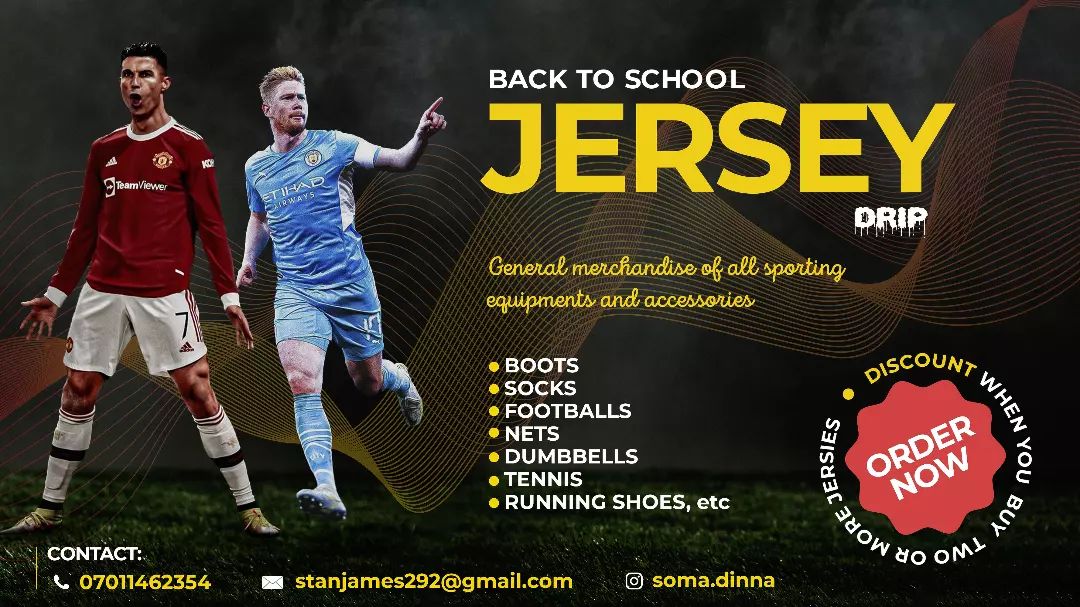 BACK TO SCHOOL
JERSEY
DRIP
General merchandise of all sporting
equipments and accessories
BOOTS
SOCKS
FOOTBALLS
NETS
DUMBBELLS
TENNIS
RUNNING SHOES, etc
DISCOUNT WHEN YOU BUY TWO OR MORE JERSIES
ORDER
NOW
TeamViewer
KOH
7
ETIHAD
AIRWAYS
CONTACT:
07011462354
stanjames292@gmail.com
soma.dinna